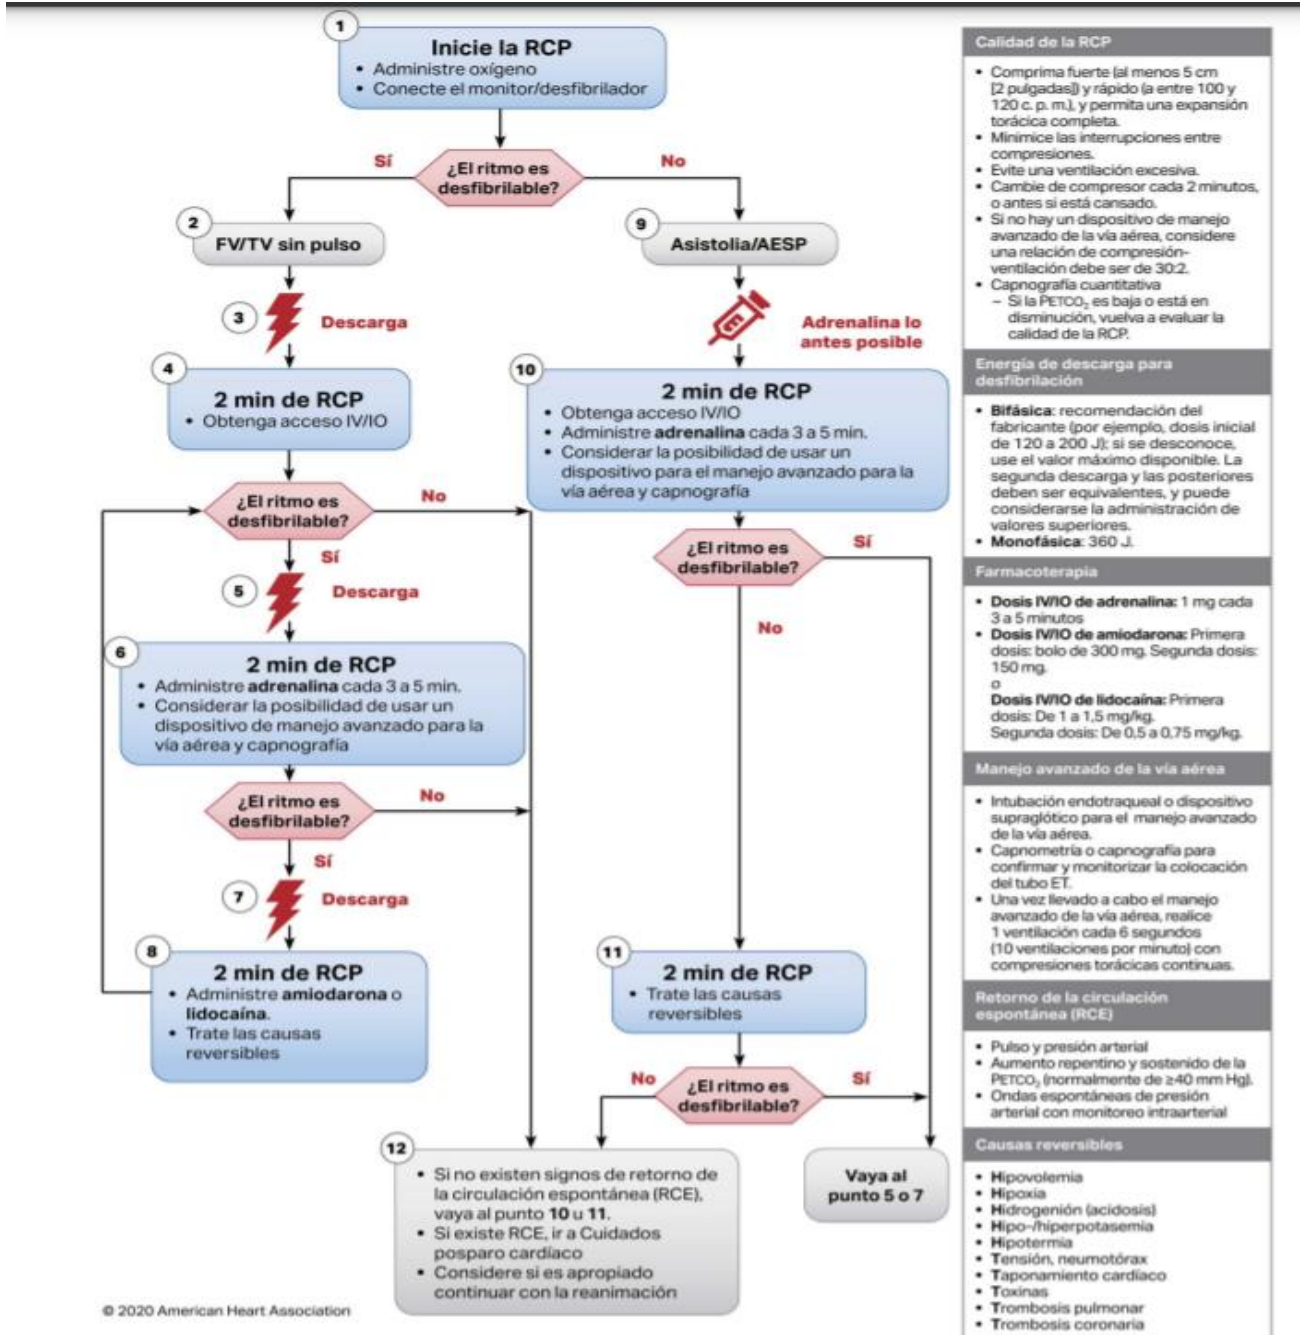 1
Inicie la RCP
• Administre oxígeno
• Conecte el monitor/desfibrilador
Sí
¿El ritmo es
desfibrilable?
No
2
FV/TV sin pulso
9
Asistolia/AESP
3
Descarga
Adrenalina lo
antes posible
4
2 min de RCP
• Obtenga acceso IV/IO
10
2 min de RCP
• Obtenga acceso IV/IO
• Administre adrenalina cada 3 a 5 min.
• Considerar la posibilidad de usar un
dispositivo para el manejo avanzado para la
vía aérea y capnografía
¿El ritmo es
desfibrilable?
No
Sí
¿El ritmo es
desfibrilable?
Sí
No
5
Descarga
6
2 min de RCP
• Administre adrenalina cada 3 a 5 min.
• Considerar la posibilidad de usar un
dispositivo de manejo avanzado para la
vía aérea y capnografía
¿El ritmo es
desfibrilable?
No
Sí
7
Descarga
8
2 min de RCP
• Administre amiodarona o
lidocaína.
• Trate las causas
reversibles
11
2 min de RCP
• Trate las causas
reversibles
No
¿El ritmo es
desfibrilable?
Sí
12
• Si no existen signos de retorno de
la circulación espontánea (RCE),
vaya al punto 10 u 11.
• Si existe RCE, ir a Cuidados
posparo cardíaco
• Considere si es apropiado
continuar con la reanimación
Vaya al
punto 5 o 7
© 2020 American Heart Association
Calidad de la RCP
• Comprima fuerte (al menos 5 cm
[2 pulgadas]) y rápido (a entre 100 y
120 c. p. m.), y permita una expansión
torácica completa.
• Minimice las interrupciones entre
compresiones.
• Evite una ventilación excesiva.
• Cambie de compresor cada 2 minutos,
o antes si está cansado.
• Si no hay un dispositivo de manejo
avanzado de la vía aérea, considere
una relación de compresión-
ventilación debe ser de 30:2.
• Capnografía cuantitativa
– Si la PETCO₂ es baja o está en
disminución, vuelva a evaluar la
calidad de la RCP.
Energía de descarga para
desfibrilación
• Bifásica: recomendación del
fabricante (por ejemplo, dosis inicial
de 120 a 200 J); si se desconoce,
use el valor máximo disponible. La
segunda descarga y las posteriores
deben ser equivalentes, y puede
considerarse la administración de
valores superiores.
• Monofásica: 360 J.
Farmacoterapia
• Dosis IV/IO de adrenalina: 1 mg cada
3 a 5 minutos
• Dosis IV/IO de amiodarona: Primera
dosis: bolo de 300 mg. Segunda dosis:
150 mg.
o
Dosis IV/IO de lidocaína: Primera
dosis: De 1 a 1,5 mg/kg.
Segunda dosis: De 0,5 a 0,75 mg/kg.
Manejo avanzado de la vía aérea
• Intubación endotraqueal o dispositivo
supraglótico para el manejo avanzado
de la vía aérea.
• Capnometría o capnografía para
confirmar y monitorizar la colocación
del tubo ET.
• Una vez llevado a cabo el manejo
avanzado de la vía aérea, realice
1 ventilación cada 6 segundos
(10 ventilaciones por minuto) con
compresiones torácicas continuas.
Retorno de la circulación
espontánea (RCE)
• Pulso y presión arterial
• Aumento repentino y sostenido de la
PETCO₂ (normalmente de ≥40 mm Hg).
• Ondas espontáneas de presión
arterial con monitoreo intraarterial
Causas reversibles
• Hipovolemia
• Hipoxia
• Hidrogenión (acidosis)
• Hipo-/hiperpotasemia
• Hipotermia
• Tensión, neumotórax
• Taponamiento cardíaco
• Toxinas
• Trombosis pulmonar
• Trombosis coronaria